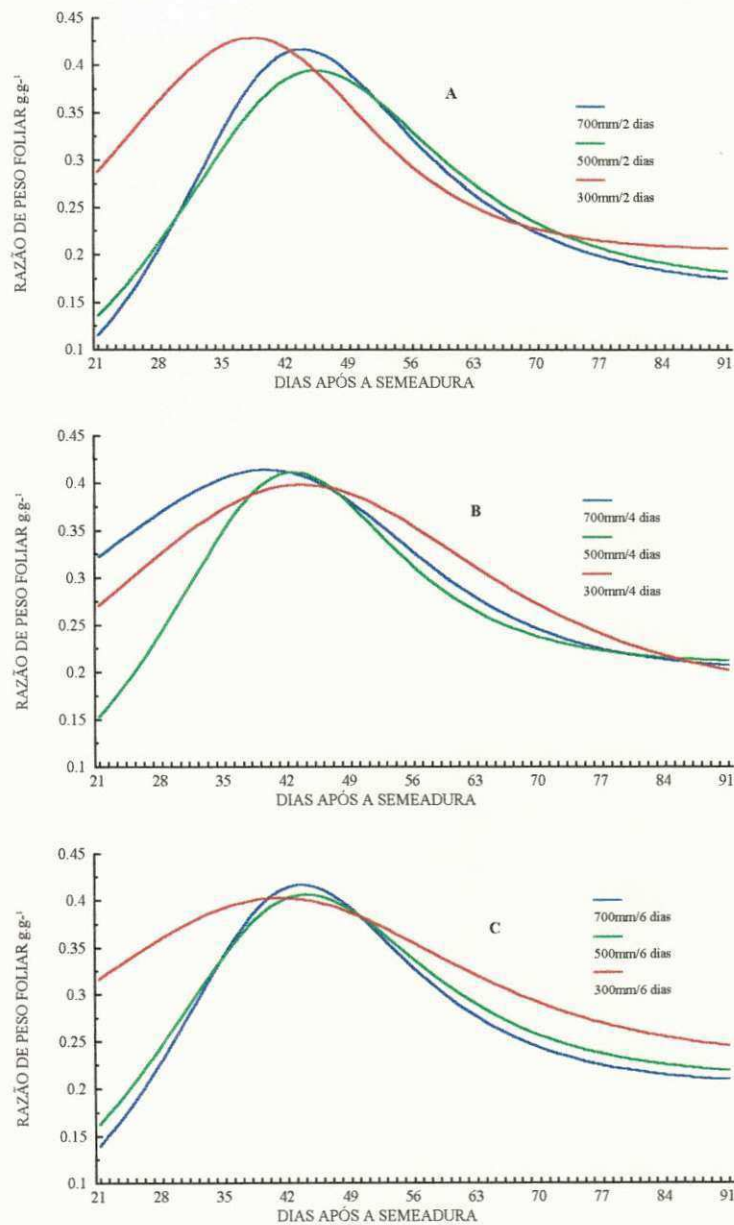 0.45
0.4
0.35
0.3
0.25
0.2
0.15
0.1
RAZÃO DE PESO FOLIAR g.g⁻¹
A
700mm/2 dias
500mm/2 dias
300mm/2 dias
21 28 35 42 49 56 63 70 77 84 91
DIAS APÓS A SEMEADURA
0.45
0.4
0.35
0.3
0.25
0.2
0.15
0.1
RAZÃO DE PESO FOLIAR g.g⁻¹
B
700mm/4 dias
500mm/4 dias
300mm/4 dias
21 28 35 42 49 56 63 70 77 84 91
DIAS APÓS A SEMEADURA
0.45
0.4
0.35
0.3
0.25
0.2
0.15
0.1
RAZÃO DE PESO FOLIAR g.g⁻¹
C
700mm/6 dias
500mm/6 dias
300mm/6 dias
21 28 35 42 49 56 63 70 77 84 91
DIAS APÓS A SEMEADURA